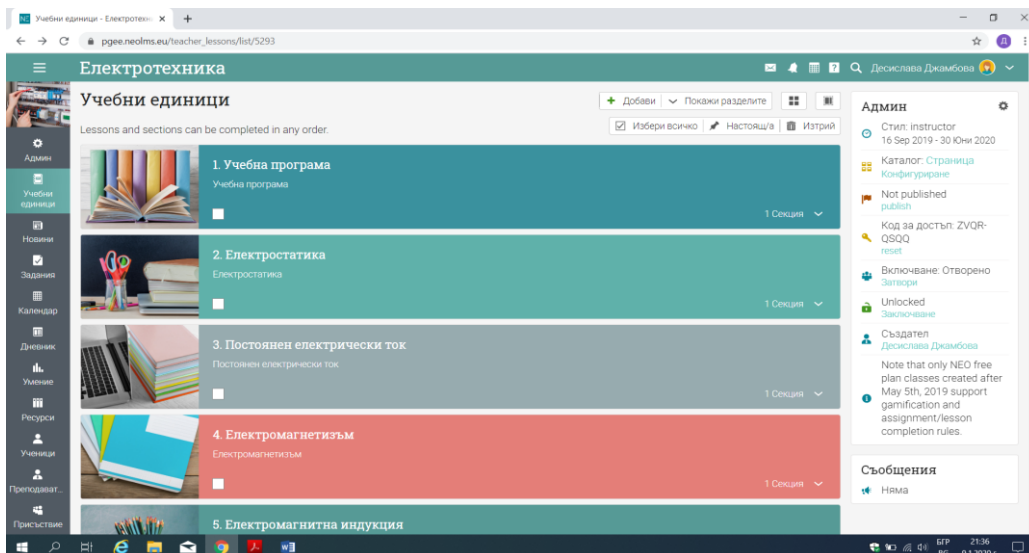 Учебни единици - Електротехн
pgee.neolms.eu/teacher_lessons/list/5293
Електротехника
Десислава Джамбова
Админ
Учебни
единици
Новини
Задания
Календар
Дневник
Умение
Ресурси
Ученици
Преподават...
Присъствие
Учебни единици
Добави
Покажи разделите
Lessons and sections can be completed in any order.
Избери всичко
Настоящ/а
Изтрий
1. Учебна програма
Учебна програма
1 Секция
2. Електростатика
Електростатика
1 Секция
3. Постоянен електрически ток
Постоянен електрически ток
1 Секция
4. Електромагнетизъм
Електромагнетизъм
1 Секция
5. Електромагнитна индукция
Админ
Стил: instructor
16 Sep 2019 - 30 Юни 2020
Каталог: Страница
Конфигуриране
Not published
publish
Код за достъп: ZVQR-
QSQQ
reset
Включване: Отворено
Затвори
Unlocked
Заключване
Създател
Десислава Джамбова
Note that only NEO free
plan classes created after
May 5th, 2019 support
gamification and
assignment/lesson
completion rules.
Съобщения
Няма
БГР
21:36